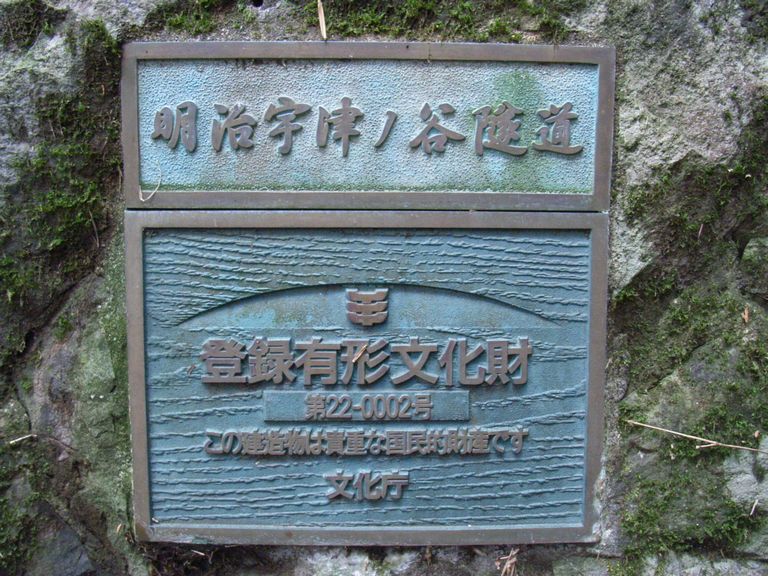 明治宇津ノ谷隧道
登録有形文化財
第22-0002号
この建造物は貴重な国民的財産です
文化庁